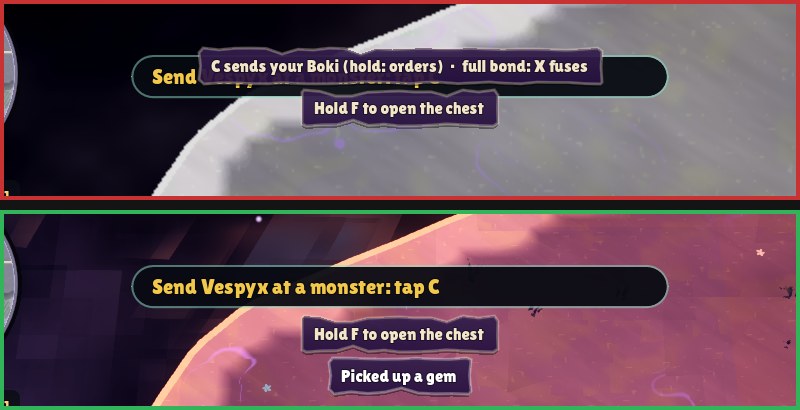 C sends your Boki (hold: orders) · full bond: X fuses
Send
Hold F to open the chest
Send Vespyx at a monster: tap C
Hold F to open the chest
Picked up a gem